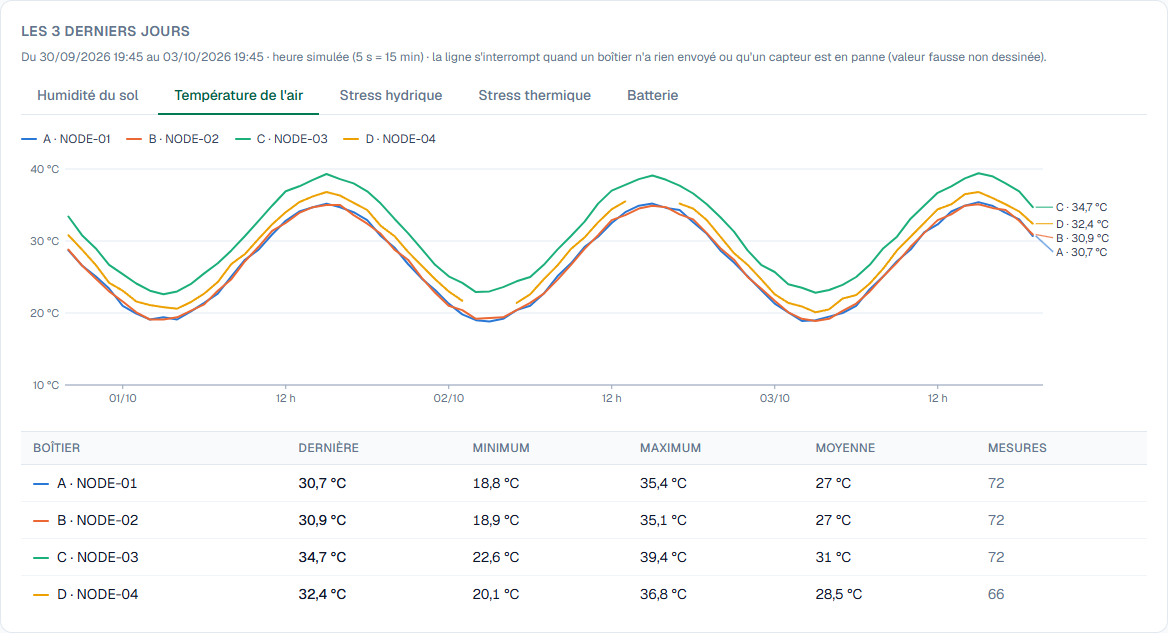 LES 3 DERNIERS JOURS
Du 30/09/2026 19:45 au 03/10/2026 19:45 · heure simulée (5 s = 15 min) · la ligne s'interrompt quand un boîtier n'a rien envoyé ou qu'un capteur est en panne (valeur fausse non dessinée).
Humidité du sol Température de l'air Stress hydrique Stress thermique Batterie
A · NODE-01 B · NODE-02 C · NODE-03 D · NODE-04
40 °C
C · 34,7 °C
D · 32,4 °C
30 °C B · 30,9 °C
A · 30,7 °C
20 °C
10 °C
01/10 12 h 02/10 12 h 03/10 12 h
BOÎTIER DERNIÈRE MINIMUM MAXIMUM MOYENNE MESURES
A · NODE-01 30,7 °C 18,8 °C 35,4 °C 27 °C 72
B · NODE-02 30,9 °C 18,9 °C 35,1 °C 27 °C 72
C · NODE-03 34,7 °C 22,6 °C 39,4 °C 31 °C 72
D · NODE-04 32,4 °C 20,1 °C 36,8 °C 28,5 °C 66